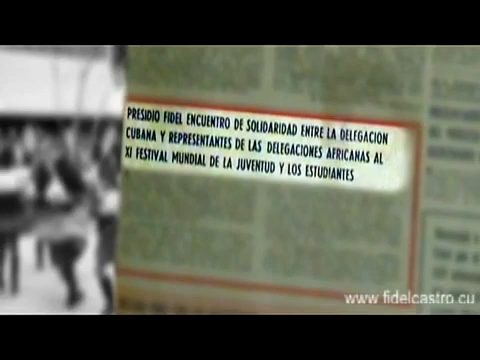 PRESIDIO FIDEL ENCUENTRO DE SOLIDARIDAD ENTRE LA DELEGACION
CUBANA Y REPRESENTANTES DE LAS DELEGACIONES AFRICANAS AL
XI FESTIVAL MUNDIAL DE LA JUVENTUD Y LOS ESTUDIANTES
www.fidelcastro.cu